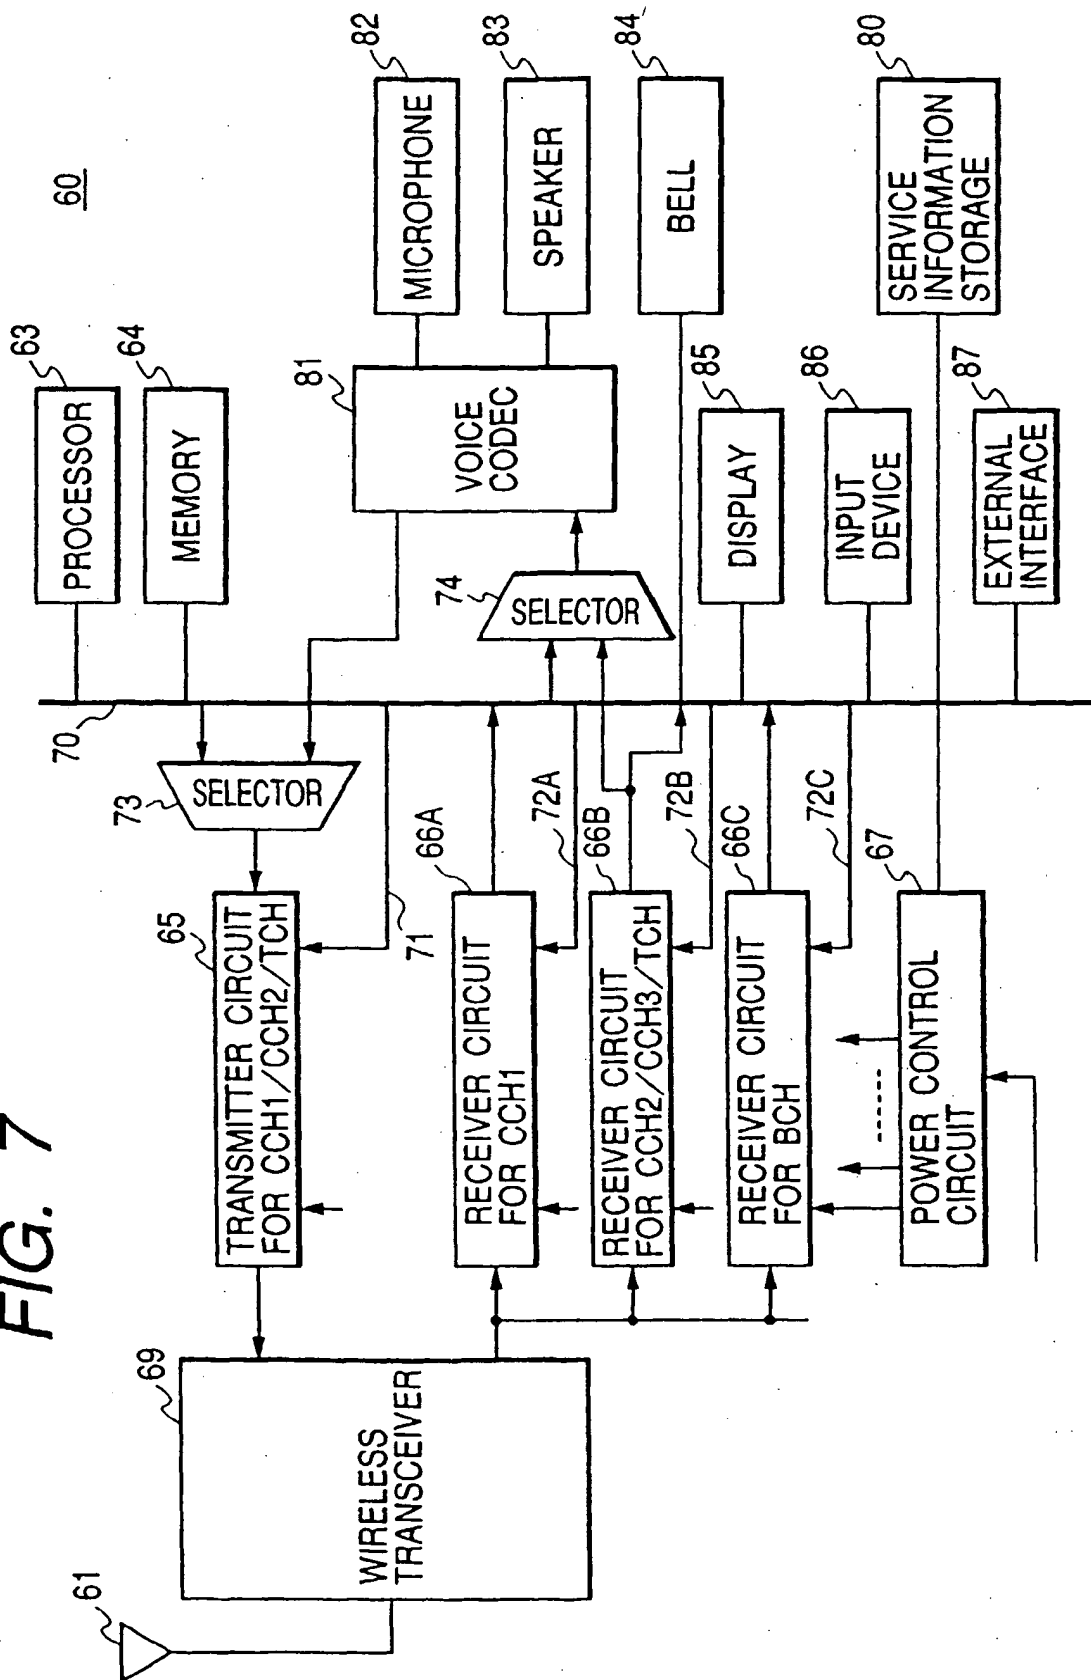 FIG. 7
60
61
69
WIRELESS
TRANSCEIVER
65
TRANSMITTER CIRCUIT
FOR CCH1/CCH2/TCH
66A
RECEIVER CIRCUIT
FOR CCH1
66B
RECEIVER CIRCUIT
FOR CCH2/CCH3/TCH
66C
RECEIVER CIRCUIT
FOR BCH
67
POWER CONTROL
CIRCUIT
73
SELECTOR
70
71
72A
72B
72C
74
SELECTOR
63
PROCESSOR
64
MEMORY
81
VOICE
CODEC
82
MICROPHONE
83
SPEAKER
84
BELL
85
DISPLAY
86
INPUT
DEVICE
80
SERVICE
INFORMATION
STORAGE
87
EXTERNAL
INTERFACE